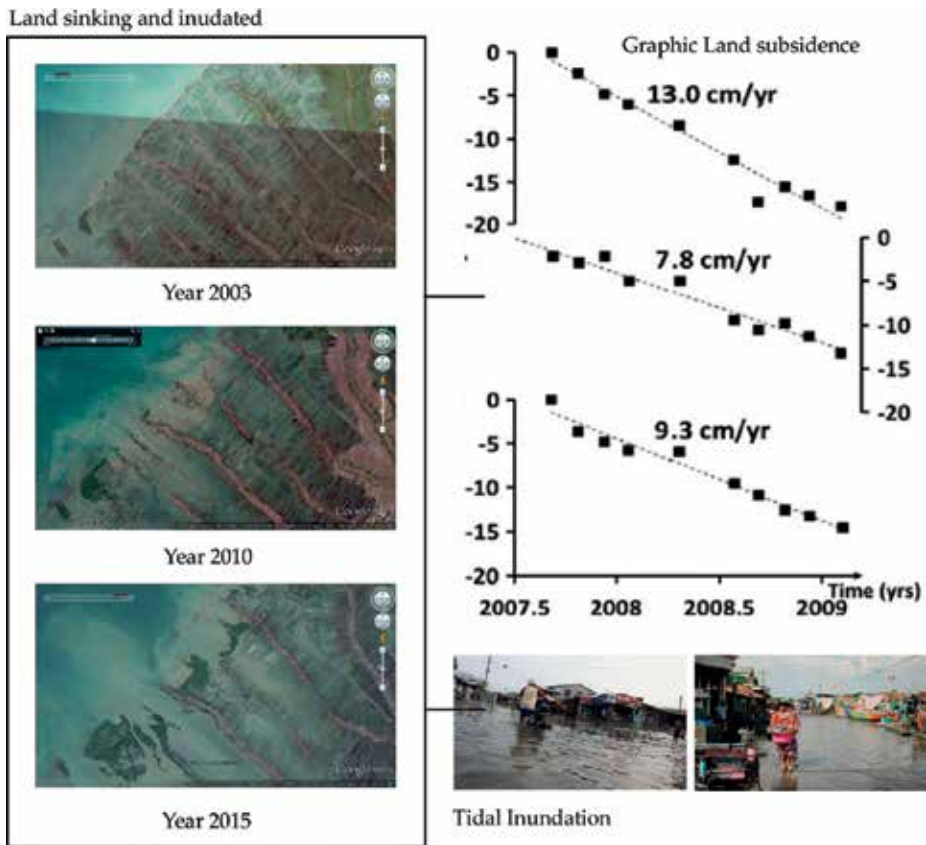 Land sinking and inudated
Year 2003
Year 2010
Year 2015
Graphic Land subsidence
0
-5
-10
-15
-20
13.0 cm/yr
0
-5
-10
-15
-20
7.8 cm/yr
0
-5
-10
-15
-20
9.3 cm/yr
2007.5 2008 2008.5 2009
Time (yrs)
Tidal Inundation